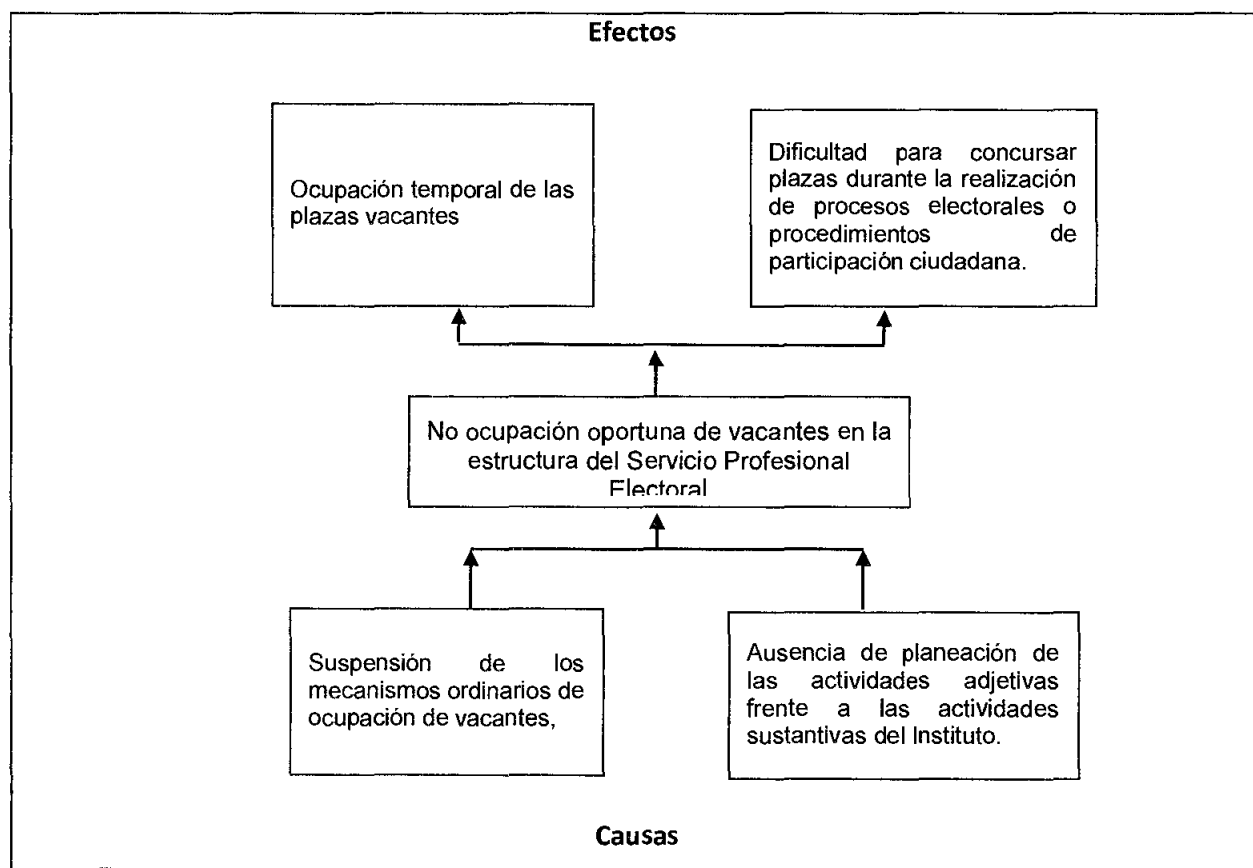 Efectos
Ocupación temporal de las
plazas vacantes
Dificultad para concursar
plazas durante la realización
de procesos electorales o
procedimientos de
participación ciudadana.
No ocupación oportuna de vacantes en la
estructura del Servicio Profesional
Electoral
Suspensión de los
mecanismos ordinarios de
ocupación de vacantes,
Ausencia de planeación de
las actividades adjetivas
frente a las actividades
sustantivas del Instituto.
Causas